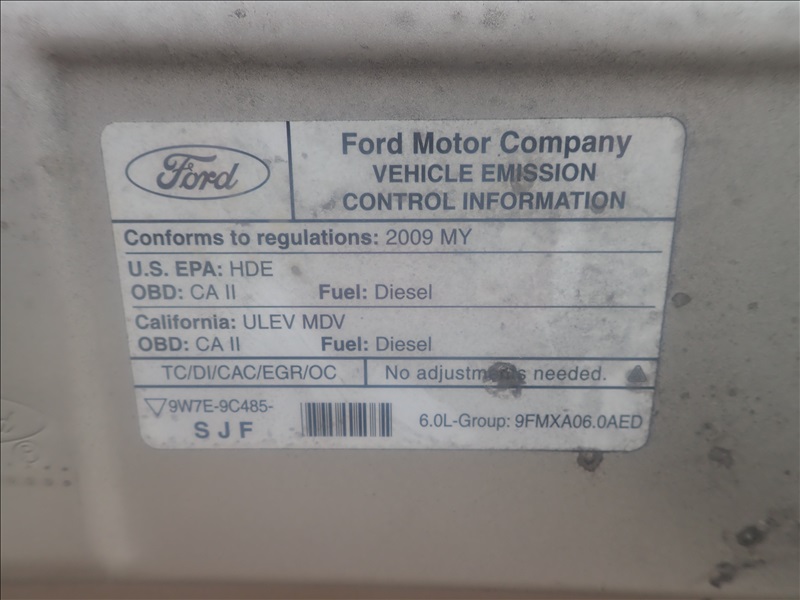 Ford
Ford Motor Company
VEHICLE EMISSION
CONTROL INFORMATION
Conforms to regulations: 2009 MY
U.S. EPA: HDE
OBD: CA II Fuel: Diesel
California: ULEV MDV
OBD: CA II Fuel: Diesel
TC/DI/CAC/EGR/OC No adjustments needed.
9W7E-9C485-
SJF
6.0L-Group: 9FMXA06.0AED